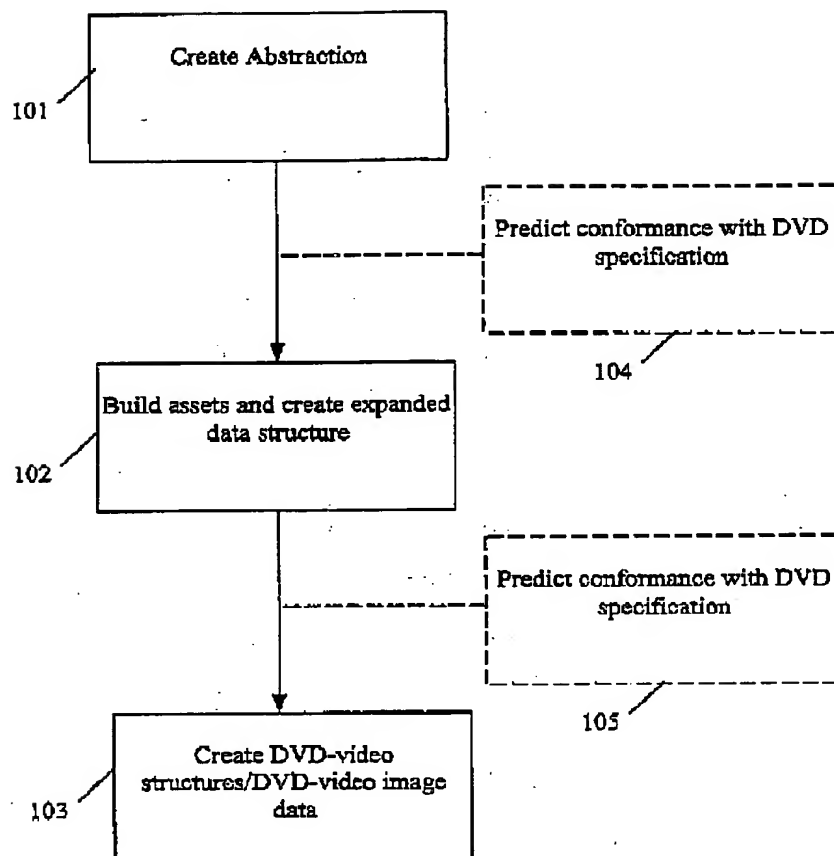 Create Abstraction
101
Predict conformance with DVD
specification
104
Build assets and create expanded
data structure
102
Predict conformance with DVD
specification
105
Create DVD-video
structures/DVD-video image
data
103